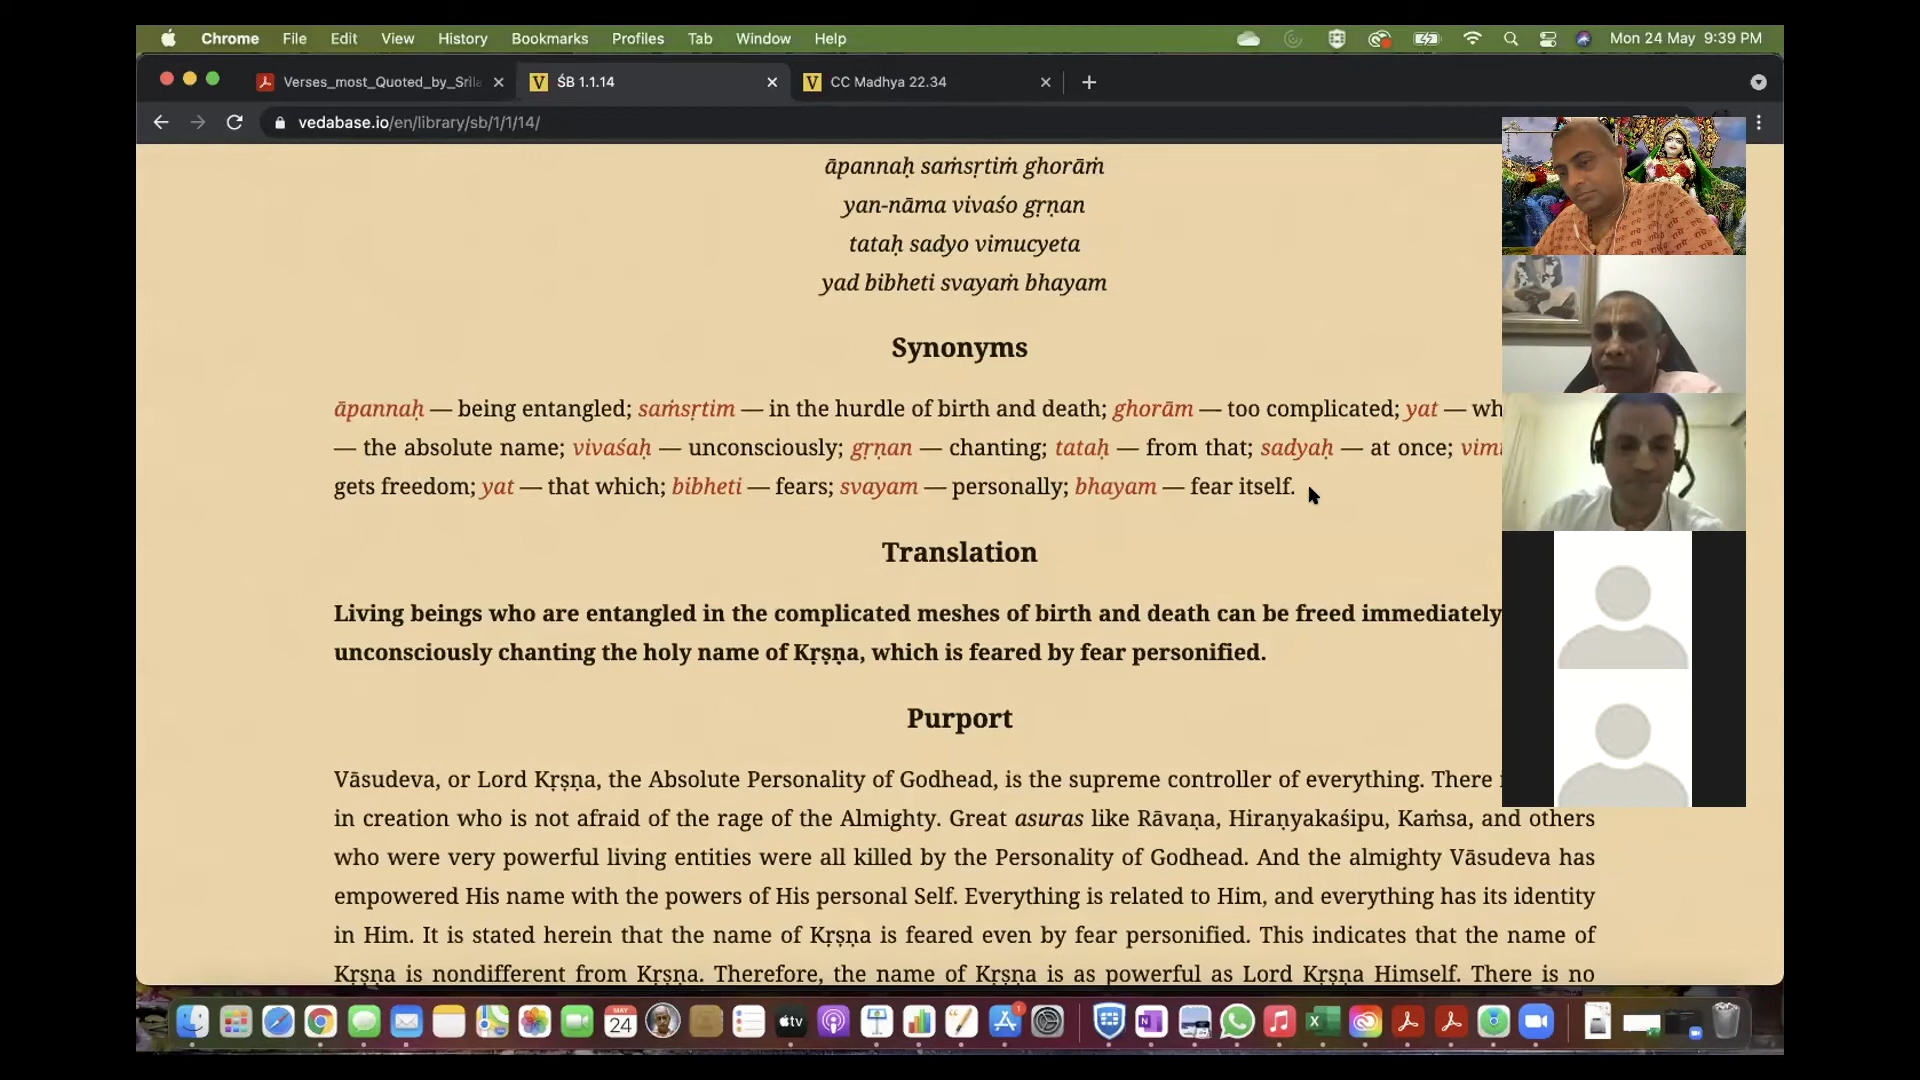 Chrome File Edit View History Bookmarks Profiles Tab Window Help Mon 24 May 9:39 PM
Verses_most_Quoted_by_Srila ŚB 1.1.14 CC Madhya 22.34
vedabase.io/en/library/sb/1/1/14/
āpannaḥ saṁsṛtiṁ ghorāṁ
yan-nāma vivaśo gṛṇan
tataḥ sadyo vimucyeta
yad bibheti svayaṁ bhayam
Synonyms
āpannaḥ — being entangled; saṁsṛtim — in the hurdle of birth and death; ghorām — too complicated; yat — wh
— the absolute name; vivaśaḥ — unconsciously; gṛṇan — chanting; tataḥ — from that; sadyaḥ — at once; vim
gets freedom; yat — that which; bibheti — fears; svayam — personally; bhayam — fear itself.
Translation
Living beings who are entangled in the complicated meshes of birth and death can be freed immediately
unconsciously chanting the holy name of Kṛṣṇa, which is feared by fear personified.
Purport
Vāsudeva, or Lord Kṛṣṇa, the Absolute Personality of Godhead, is the supreme controller of everything. There
in creation who is not afraid of the rage of the Almighty. Great asuras like Rāvaṇa, Hiraṇyakaśipu, Kaṁsa, and others
who were very powerful living entities were all killed by the Personality of Godhead. And the almighty Vāsudeva has
empowered His name with the powers of His personal Self. Everything is related to Him, and everything has its identity
in Him. It is stated herein that the name of Kṛṣṇa is feared even by fear personified. This indicates that the name of
Kṛṣṇa is nondifferent from Kṛṣṇa. Therefore, the name of Kṛṣṇa is as powerful as Lord Kṛṣṇa Himself. There is no
MAY
24
tv
1